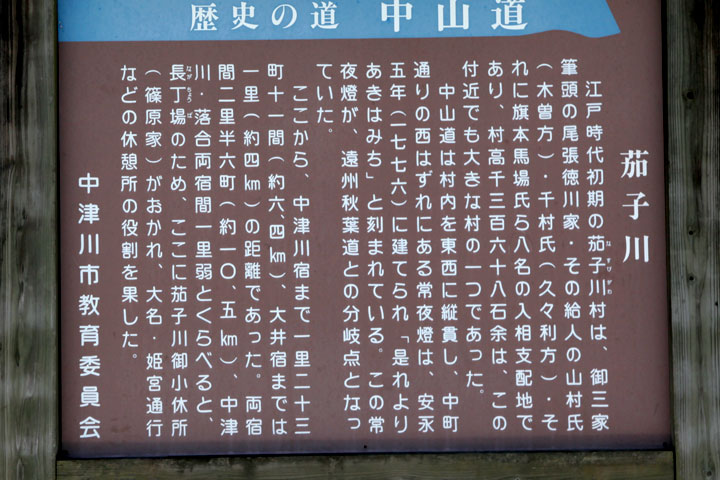 歴史の道 中山道
茄子川
江戸時代初期の茄子川村は、御三家
なすびがわ
筆頭の尾張徳川家・その給人の山村氏
(木曽方)・千村氏(久々利方)・そ
れに旗本馬場氏ら八名の入相支配地で
あり、村高千三百六十八石余は、この
付近でも大きな村の一つであった。
中山道は村内を東西に縦貫し、中町
通りの西はずれにある常夜燈は、安永
五年(一七七六)に建てられ「是れより
あきはみち」と刻まれている。この常
夜燈が、遠州秋葉道との分岐点となっ
ていた。
ここから、中津川宿まで一里二十三
町十一間(約六、四㎞)、大井宿までは
一里(約四㎞)の距離であった。両宿
間二里半六町(約一〇、五㎞)、中津
川・落合両宿間一里弱とくらべると、
長丁場のため、ここに茄子川御小休所
ながちょうば
(篠原家)がおかれ、大名・姫宮通行
などの休憩所の役割を果した。
中津川市教育委員会